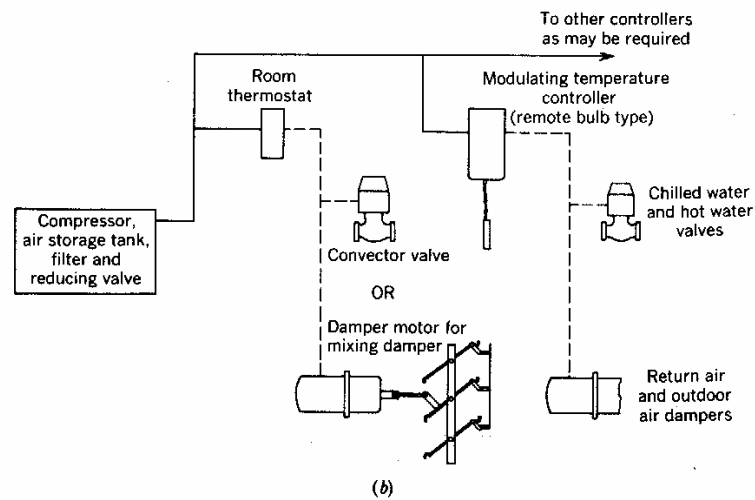 To other controllers
as may be required
Room
thermostat
Modulating temperature
controller
(remote bulb type)
Compressor,
air storage tank,
filter and
reducing valve
Convector valve
Chilled water
and hot water
valves
OR
Damper motor for
mixing damper
Return air
and outdoor
air dampers
(b)